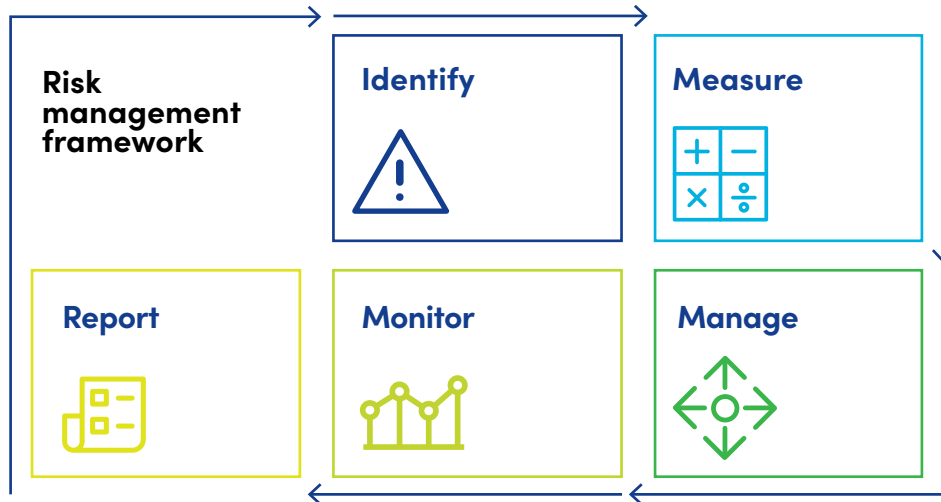 Risk
management
framework
Identify
Measure
Report
Monitor
Manage